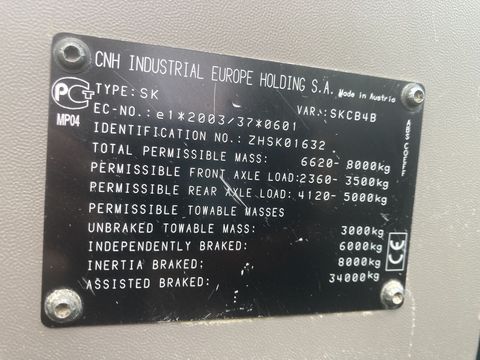 CNH INDUSTRIAL EUROPE HOLDING S.A. Made in Austria
TYPE: SK VAR.: SKCB4B
EC-NO.: e1*2003/37*0601
MP04
IDENTIFICATION NO.: ZHSK01632
TOTAL PERMISSIBLE MASS: 6620- 8000kg
PERMISSIBLE FRONT AXLE LOAD: 2360- 3500kg
PERMISSIBLE REAR AXLE LOAD: 4120- 5000kg
PERMISSIBLE TOWABLE MASSES
UNBRAKED TOWABLE MASS: 3000kg
INDEPENDENTLY BRAKED: 6000kg
INERTIA BRAKED: 8000kg
ASSISTED BRAKED: 34000kg
ABS COEFF
CE